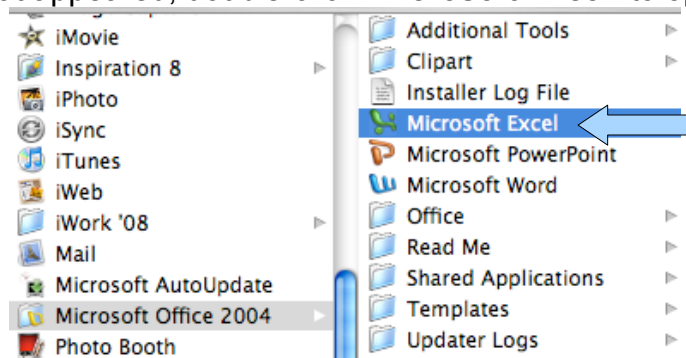 iMovie
Inspiration 8
iPhoto
iSync
iTunes
iWeb
iWork '08
Mail
Microsoft AutoUpdate
Microsoft Office 2004
Photo Booth
Additional Tools
Clipart
Installer Log File
Microsoft Excel
Microsoft PowerPoint
Microsoft Word
Office
Read Me
Shared Applications
Templates
Updater Logs